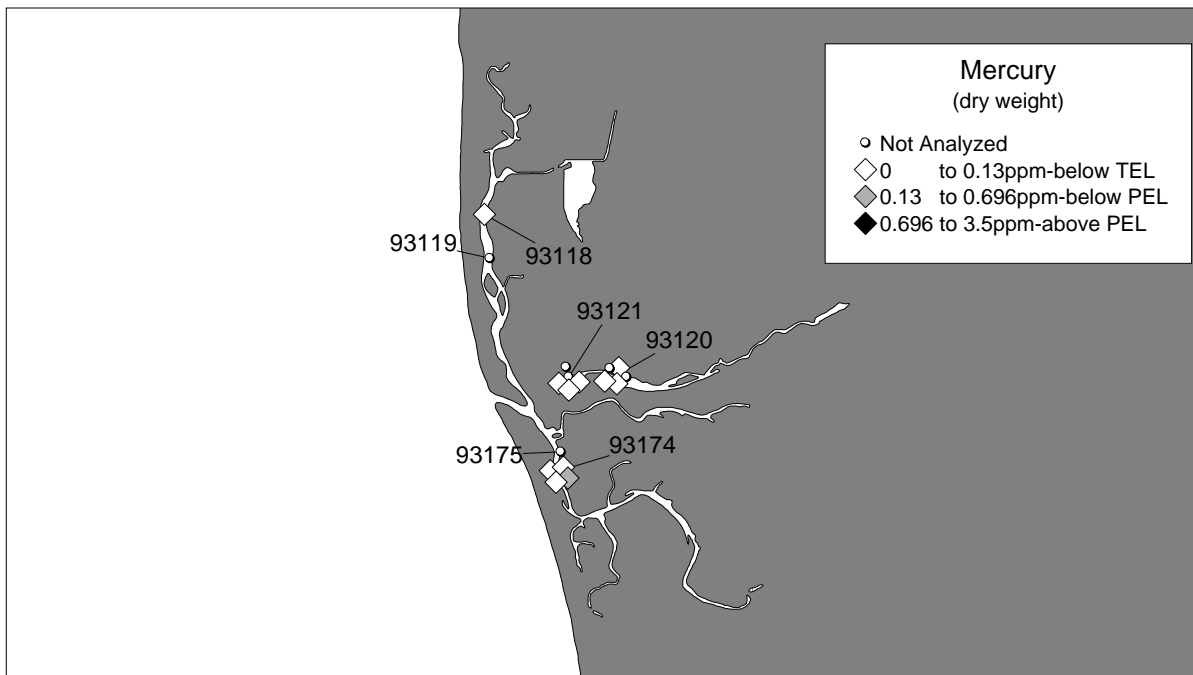 Mercury
(dry weight)
Not Analyzed
0 to 0.13ppm-below TEL
0.13 to 0.696ppm-below PEL
0.696 to 3.5ppm-above PEL
93119
93118
93121
93120
93175
93174